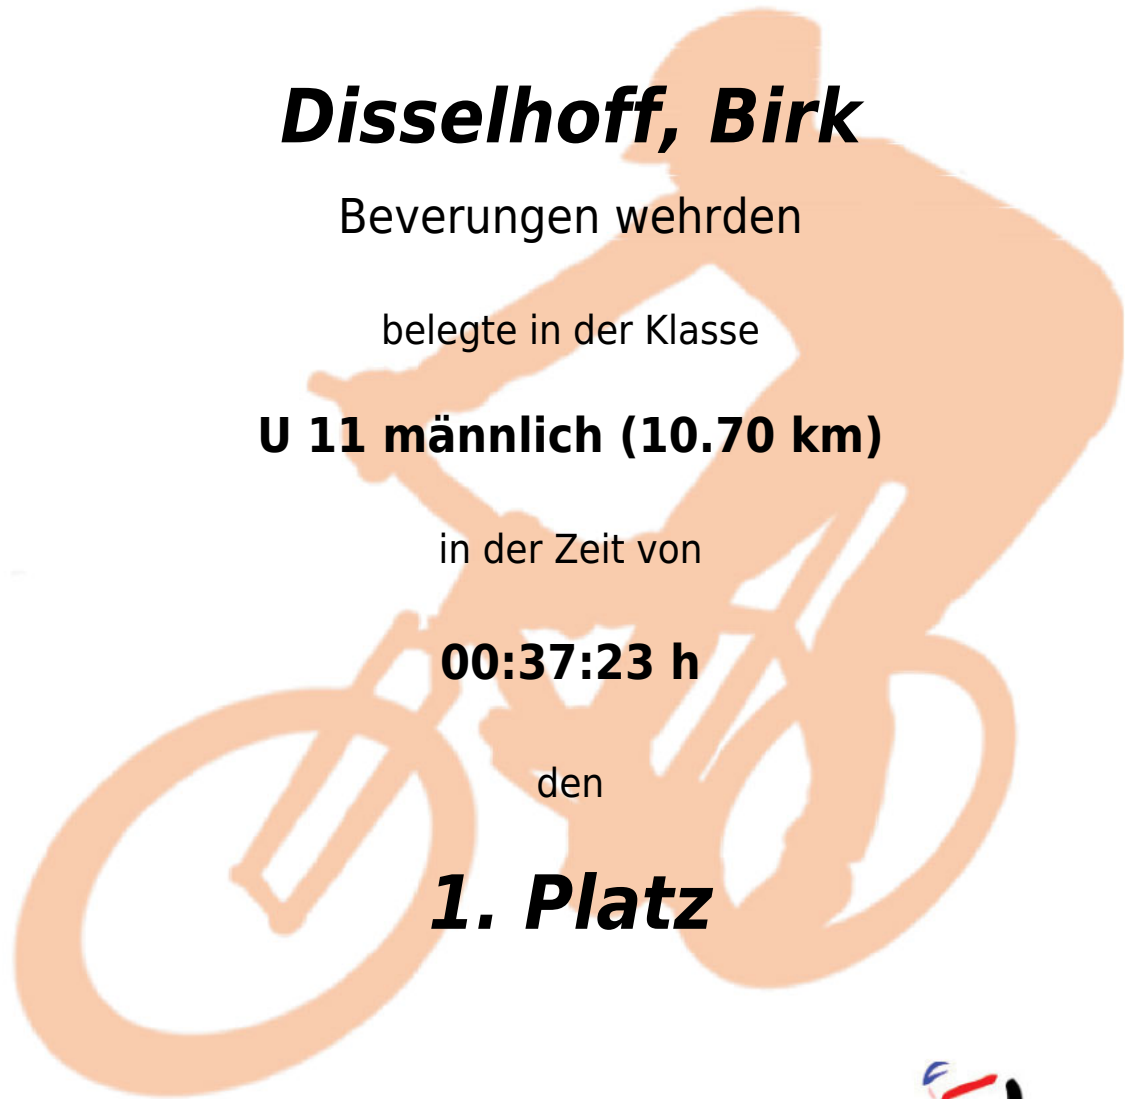 Disselhoff, Birk
Beverungen wehrden
belegte in der Klasse
U 11 männlich (10.70 km)
in der Zeit von
00:37:23 h
den
1. Platz